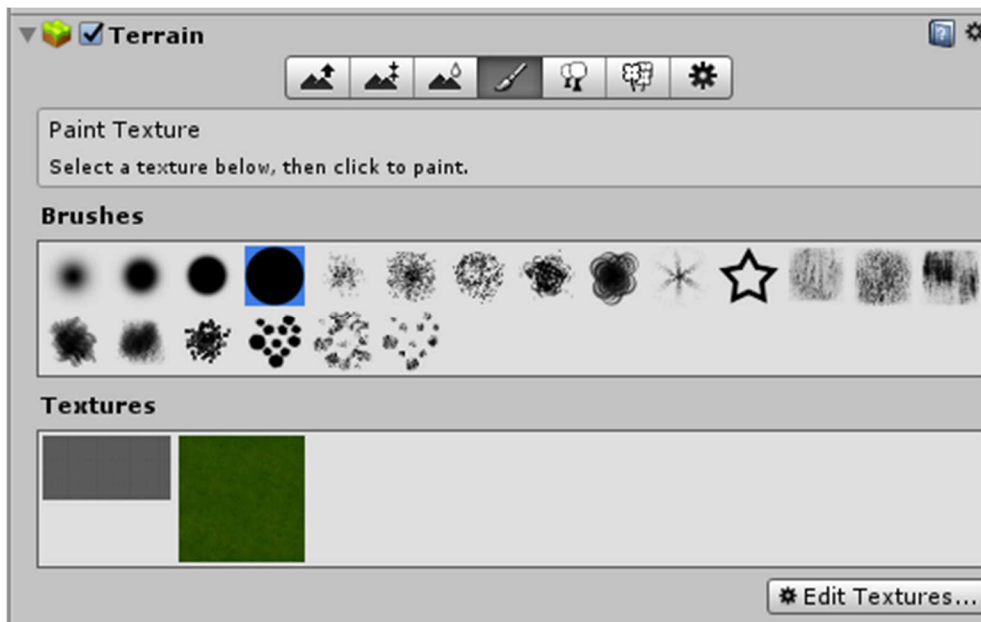 Terrain
Paint Texture
Select a texture below, then click to paint.
Brushes
Textures
Edit Textures...